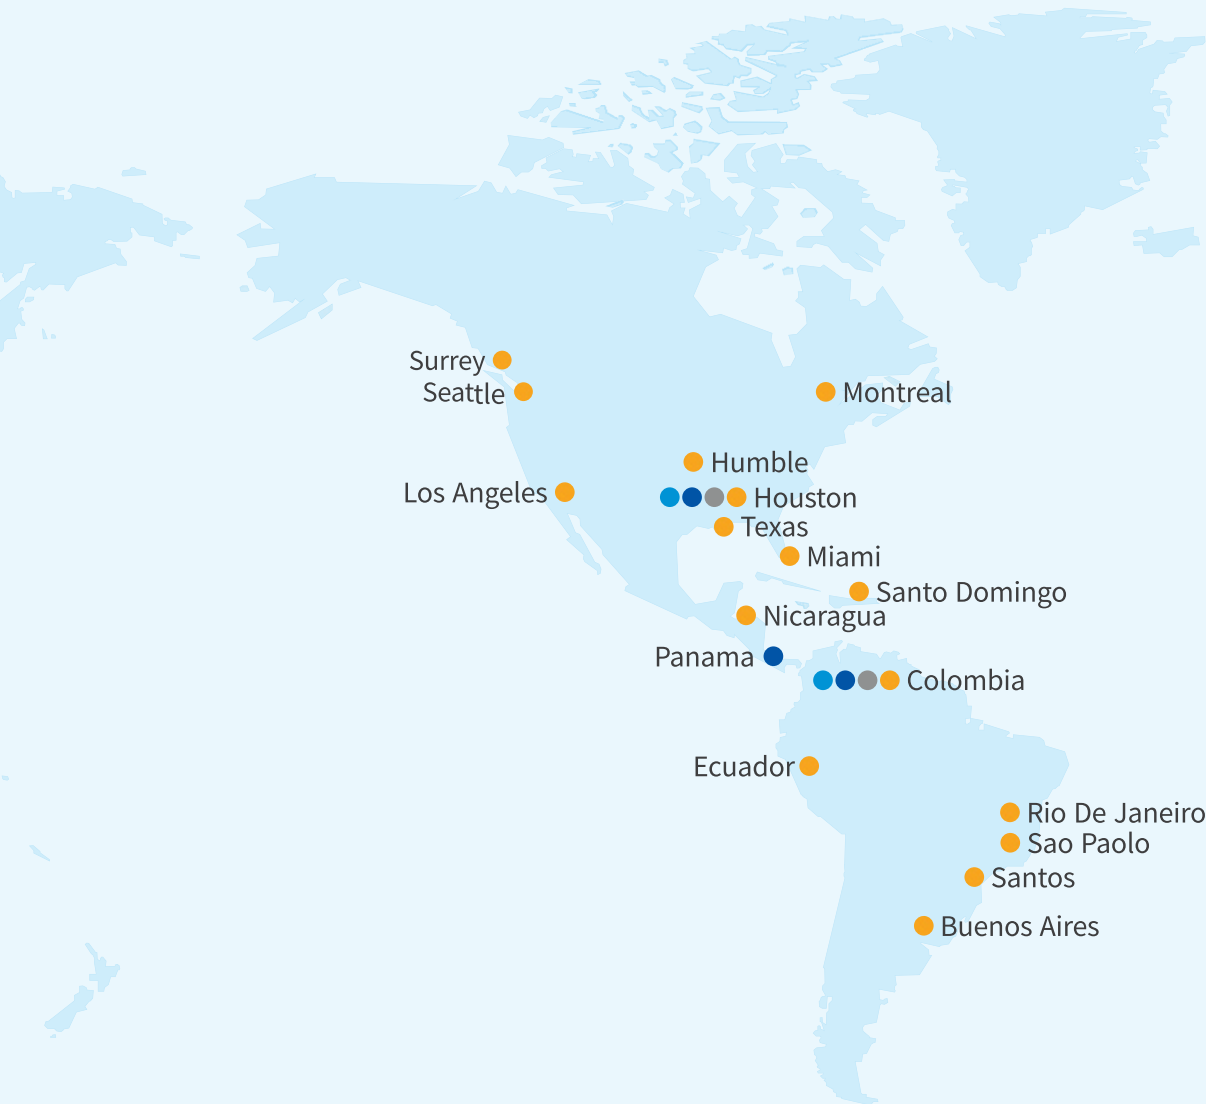 Surrey
Seattle
Montreal
Humble
Los Angeles
Houston
Texas
Miami
Santo Domingo
Nicaragua
Panama
Colombia
Ecuador
Rio De Janeiro
Sao Paolo
Santos
Buenos Aires